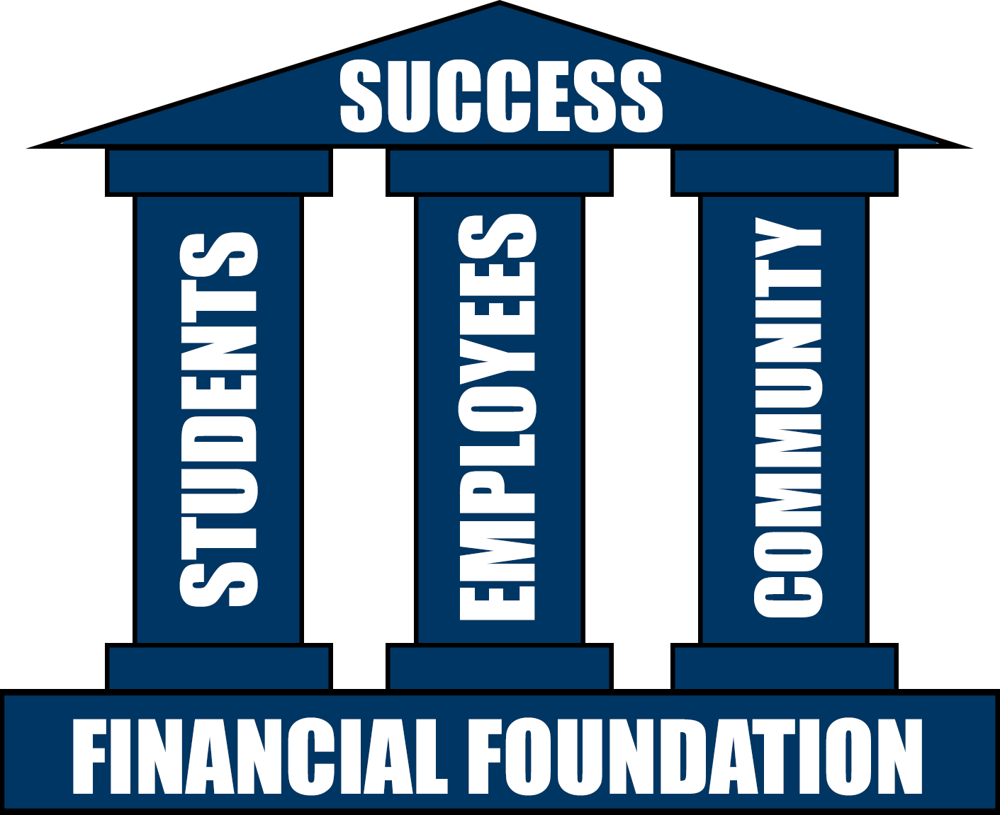 SUCCESS
STUDENTS
EMPLOYEES
COMMUNITY
FINANCIAL FOUNDATION